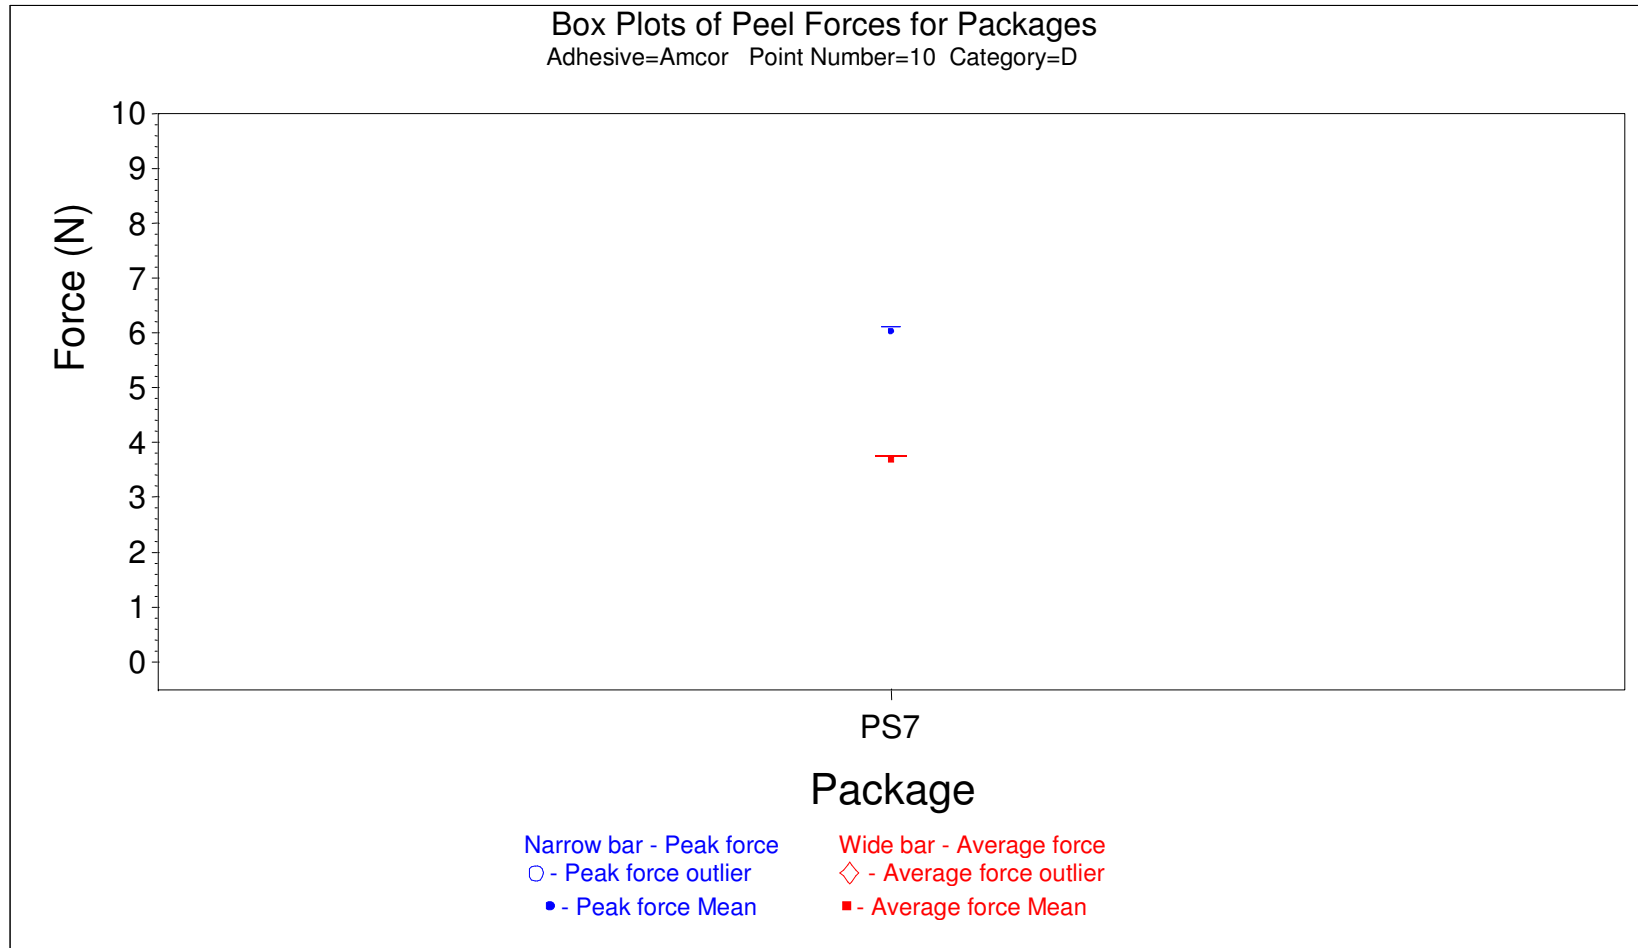 Box Plots of Peel Forces for Packages
Adhesive=Amcor Point Number=10 Category=D
10
9
8
7
6
5
4
3
2
1
0
Force (N)
PS7
Package
Narrow bar - Peak force Wide bar - Average force
- Peak force outlier - Average force outlier
- Peak force Mean - Average force Mean